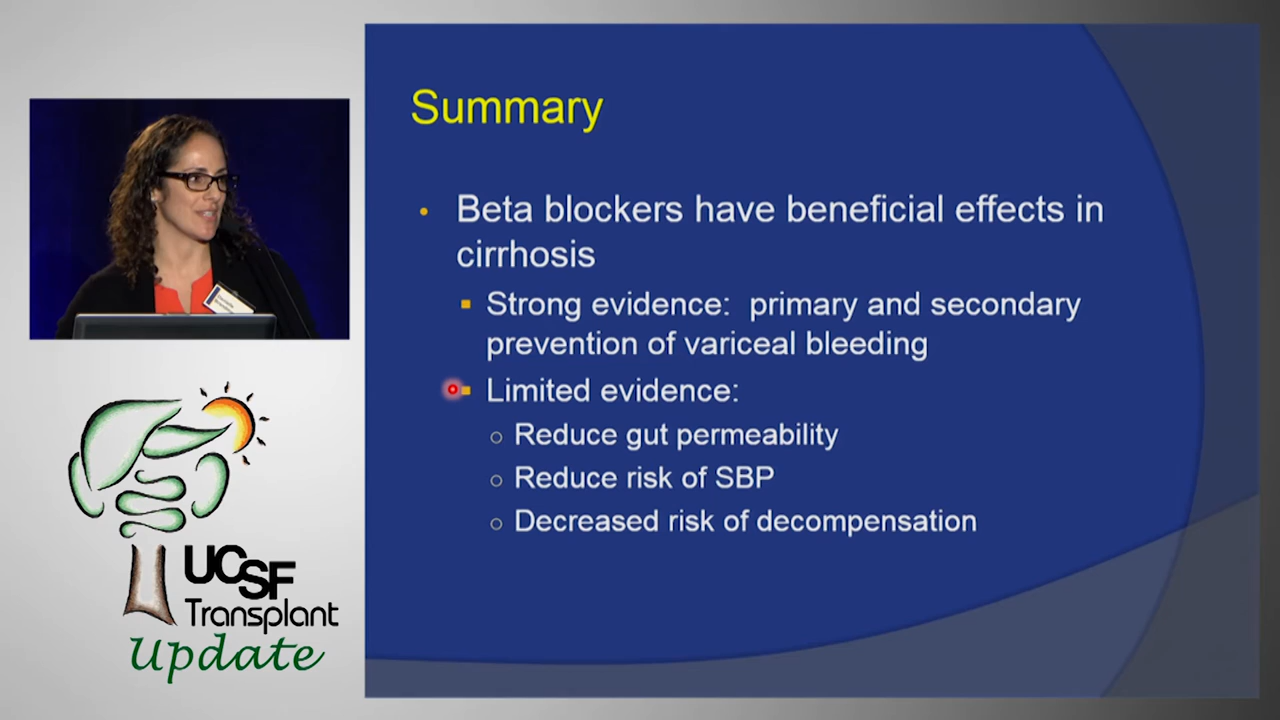 Summary
• Beta blockers have beneficial effects in
cirrhosis
▪ Strong evidence: primary and secondary
prevention of variceal bleeding
▪ Limited evidence:
○ Reduce gut permeability
○ Reduce risk of SBP
○ Decreased risk of decompensation
UCSF
Transplant
Update